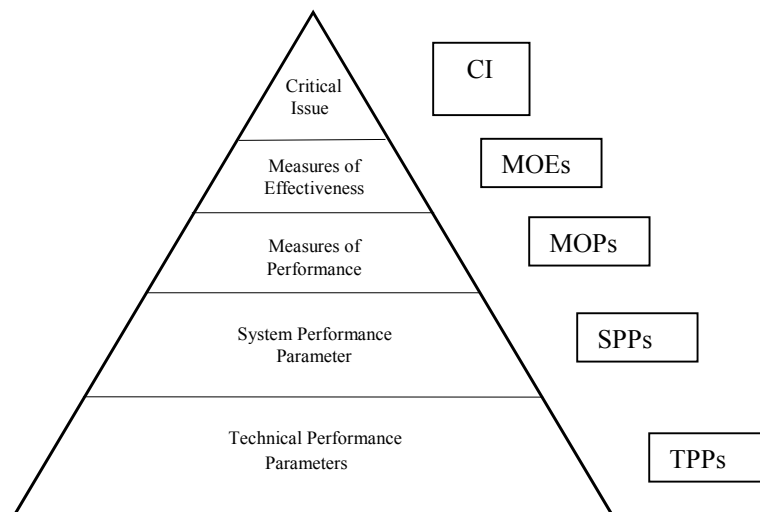 Critical
Issue
CI
Measures of
Effectiveness
MOEs
Measures of
Performance
MOPs
System Performance
Parameter
SPPs
Technical Performance
Parameters
TPPs